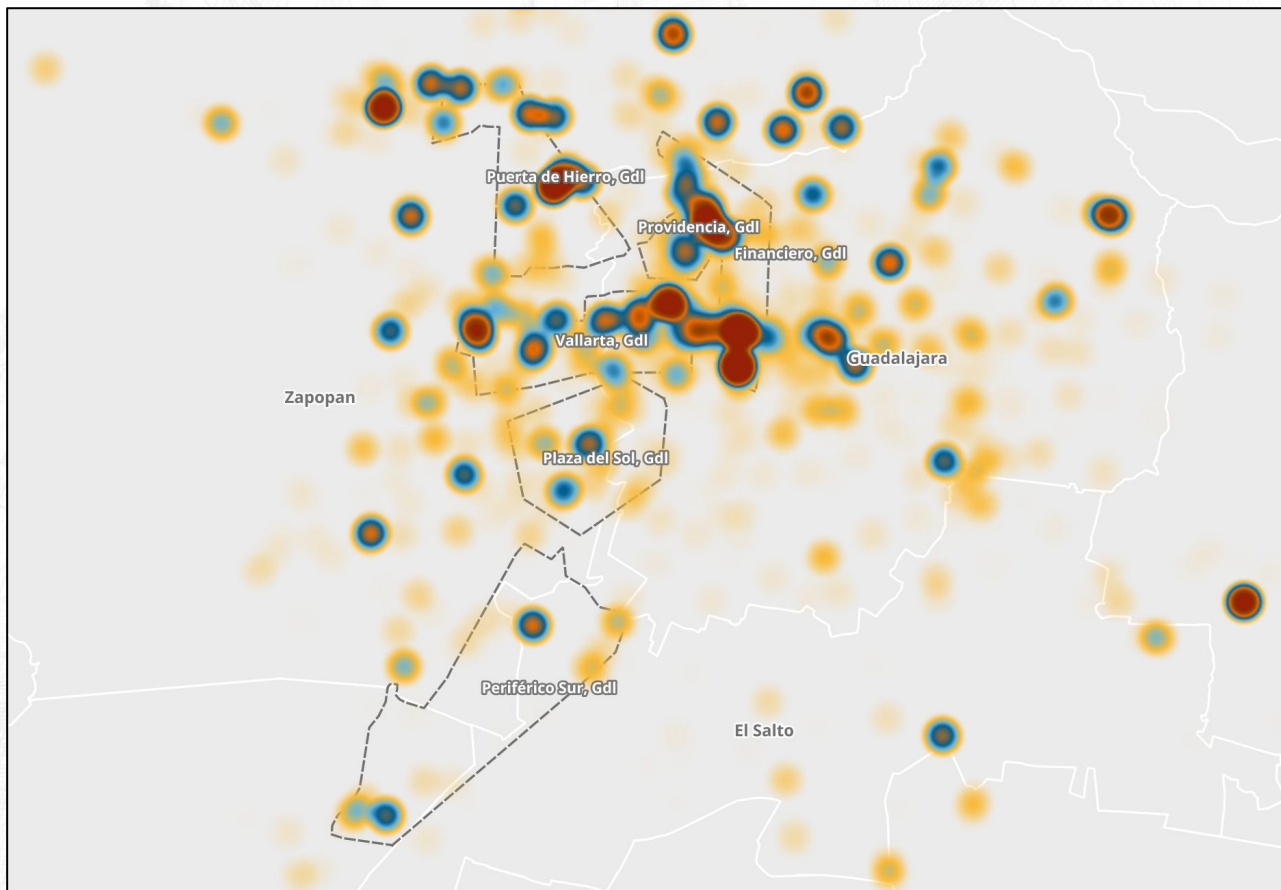 Puerta de Hierro, Gdl
Providencia, Gdl
Financiero, Gdl
Vallarta, Gdl
Guadalajara
Zapopan
Plaza del Sol, Gdl
Periférico Sur, Gdl
El Salto